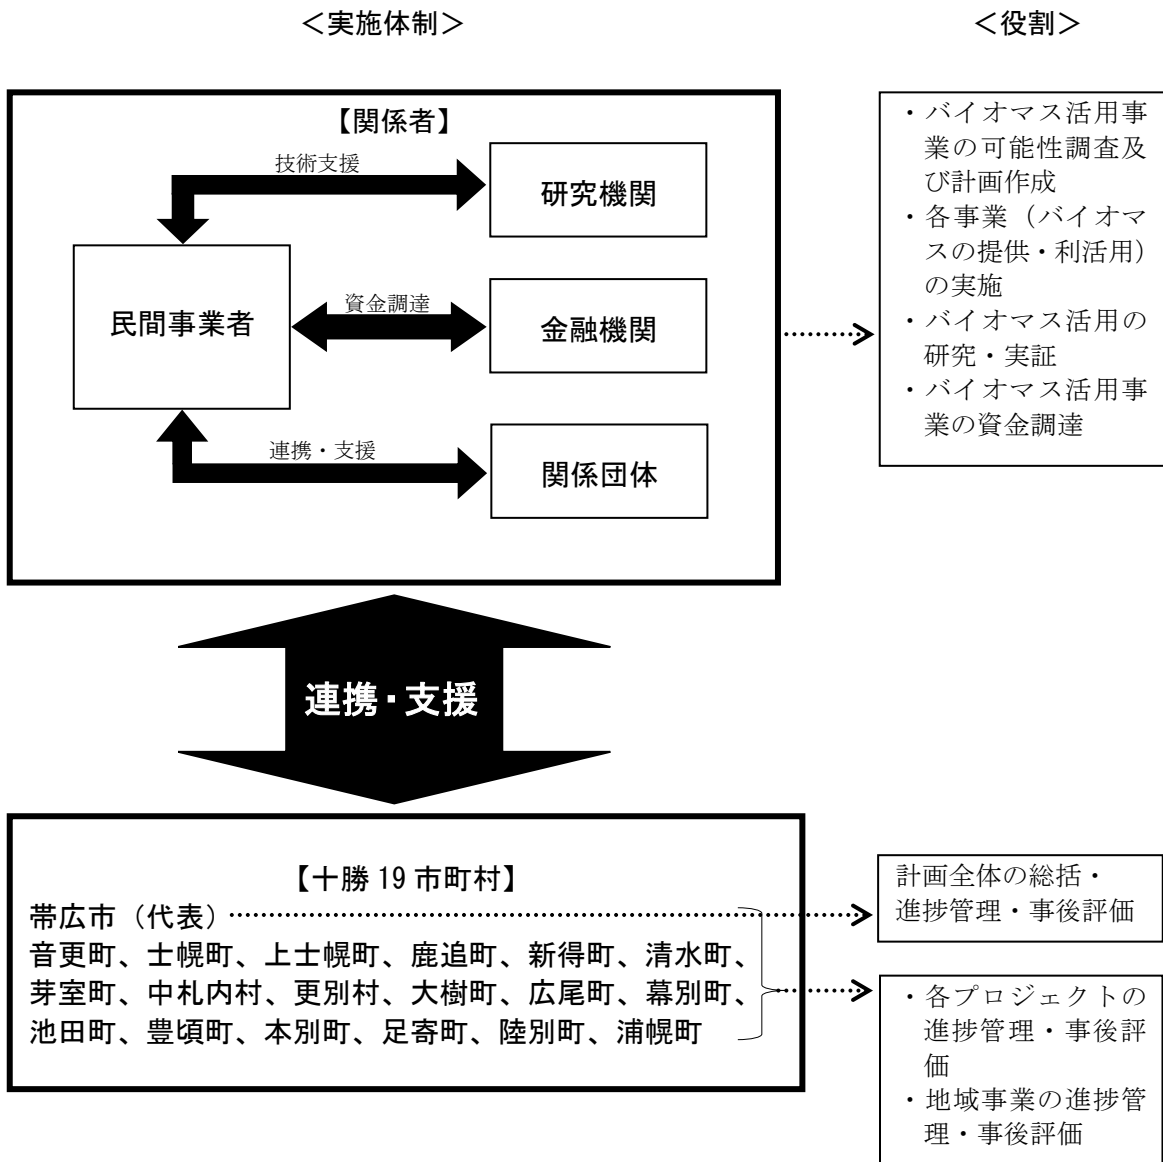 ＜実施体制＞
＜役割＞
【関係者】
技術支援
研究機関
民間事業者
資金調達
金融機関
連携・支援
関係団体
・バイオマス活用事
業の可能性調査及
び計画作成
・各事業（バイオマ
スの提供・利活用）
の実施
・バイオマス活用の
研究・実証
・バイオマス活用事
業の資金調達
連携・支援
【十勝 19 市町村】
帯広市（代表）
音更町、士幌町、上士幌町、鹿追町、新得町、清水町、
芽室町、中札内村、更別村、大樹町、広尾町、幕別町、
池田町、豊頃町、本別町、足寄町、陸別町、浦幌町
計画全体の総括・
進捗管理・事後評価
・各プロジェクトの
進捗管理・事後評
価
・地域事業の進捗管
理・事後評価